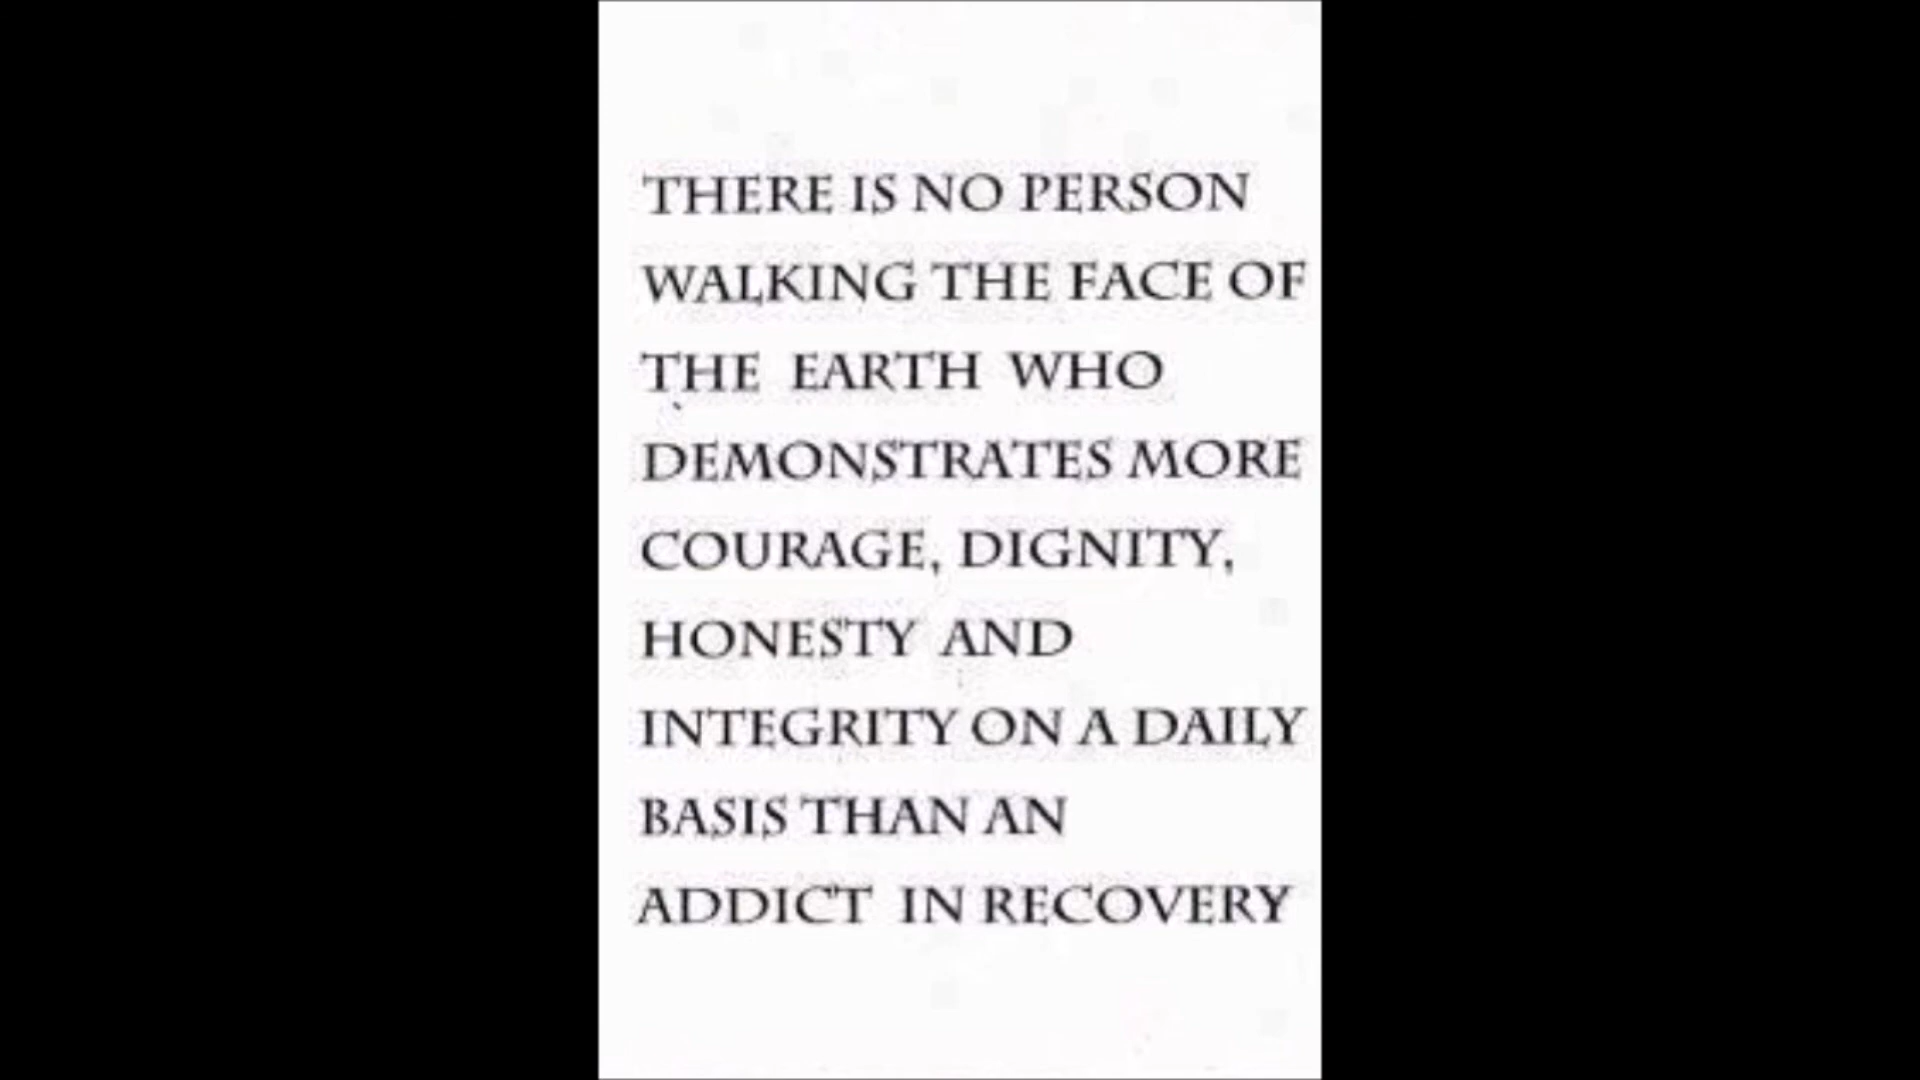 THERE IS NO PERSON
WALKING THE FACE OF
THE EARTH WHO
DEMONSTRATES MORE
COURAGE, DIGNITY,
HONESTY AND
INTEGRITY ON A DAILY
BASIS THAN AN
ADDICT IN RECOVERY